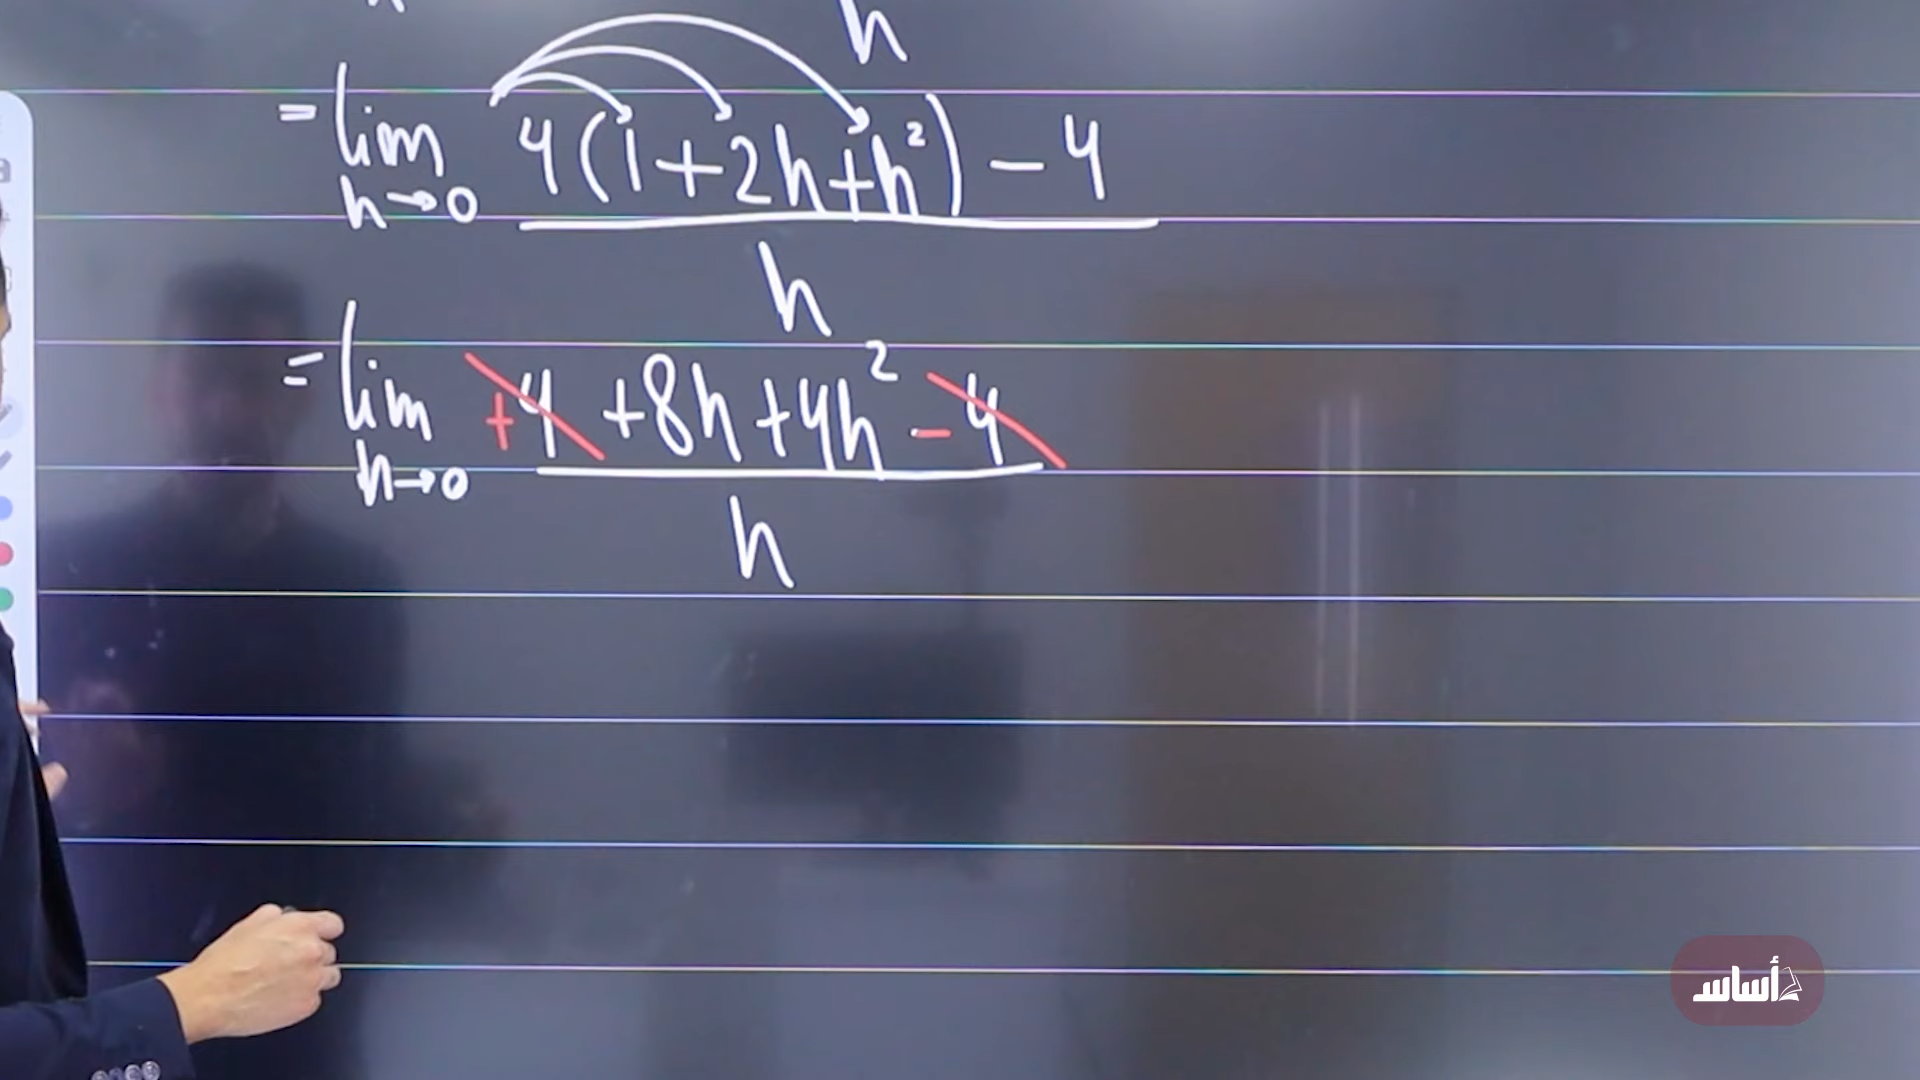 h
= lim 4(1+2h+h²) - 4
h→0
h
= lim +4 +8h +4h² - 4
h→0
h
أساس